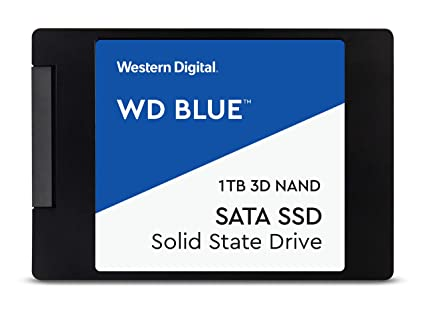 Western Digital.
WD BLUE™
1TB 3D NAND
SATA SSD
Solid State Drive